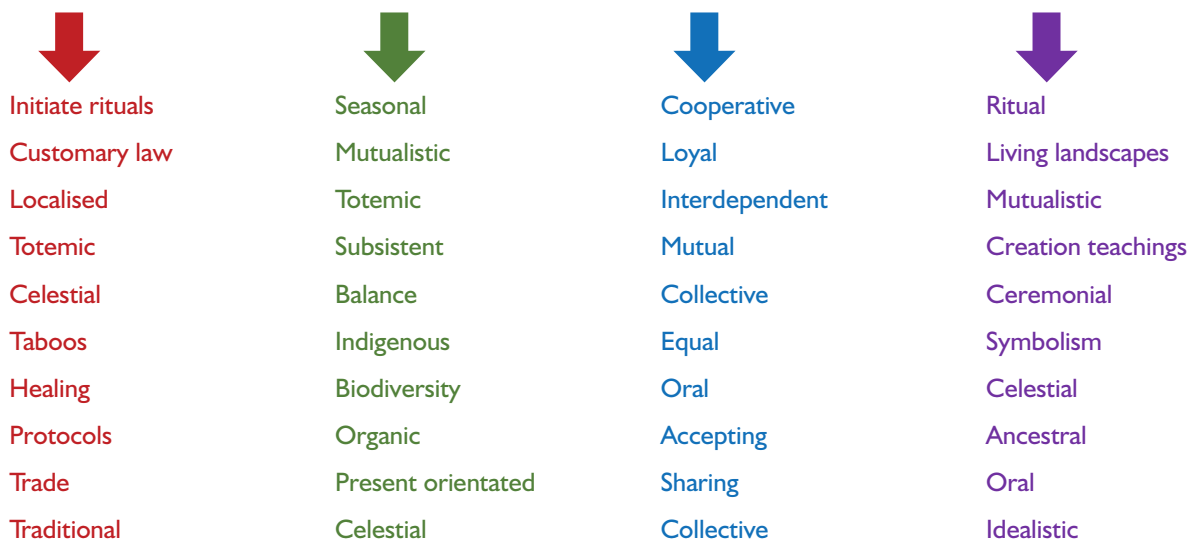 Initiate rituals
Customary law
Localised
Totemic
Celestial
Taboos
Healing
Protocols
Trade
Traditional
Seasonal
Mutualistic
Totemic
Subsistent
Balance
Indigenous
Biodiversity
Organic
Present orientated
Celestial
Cooperative
Loyal
Interdependent
Mutual
Collective
Equal
Oral
Accepting
Sharing
Collective
Ritual
Living landscapes
Mutualistic
Creation teachings
Ceremonial
Symbolism
Celestial
Ancestral
Oral
Idealistic